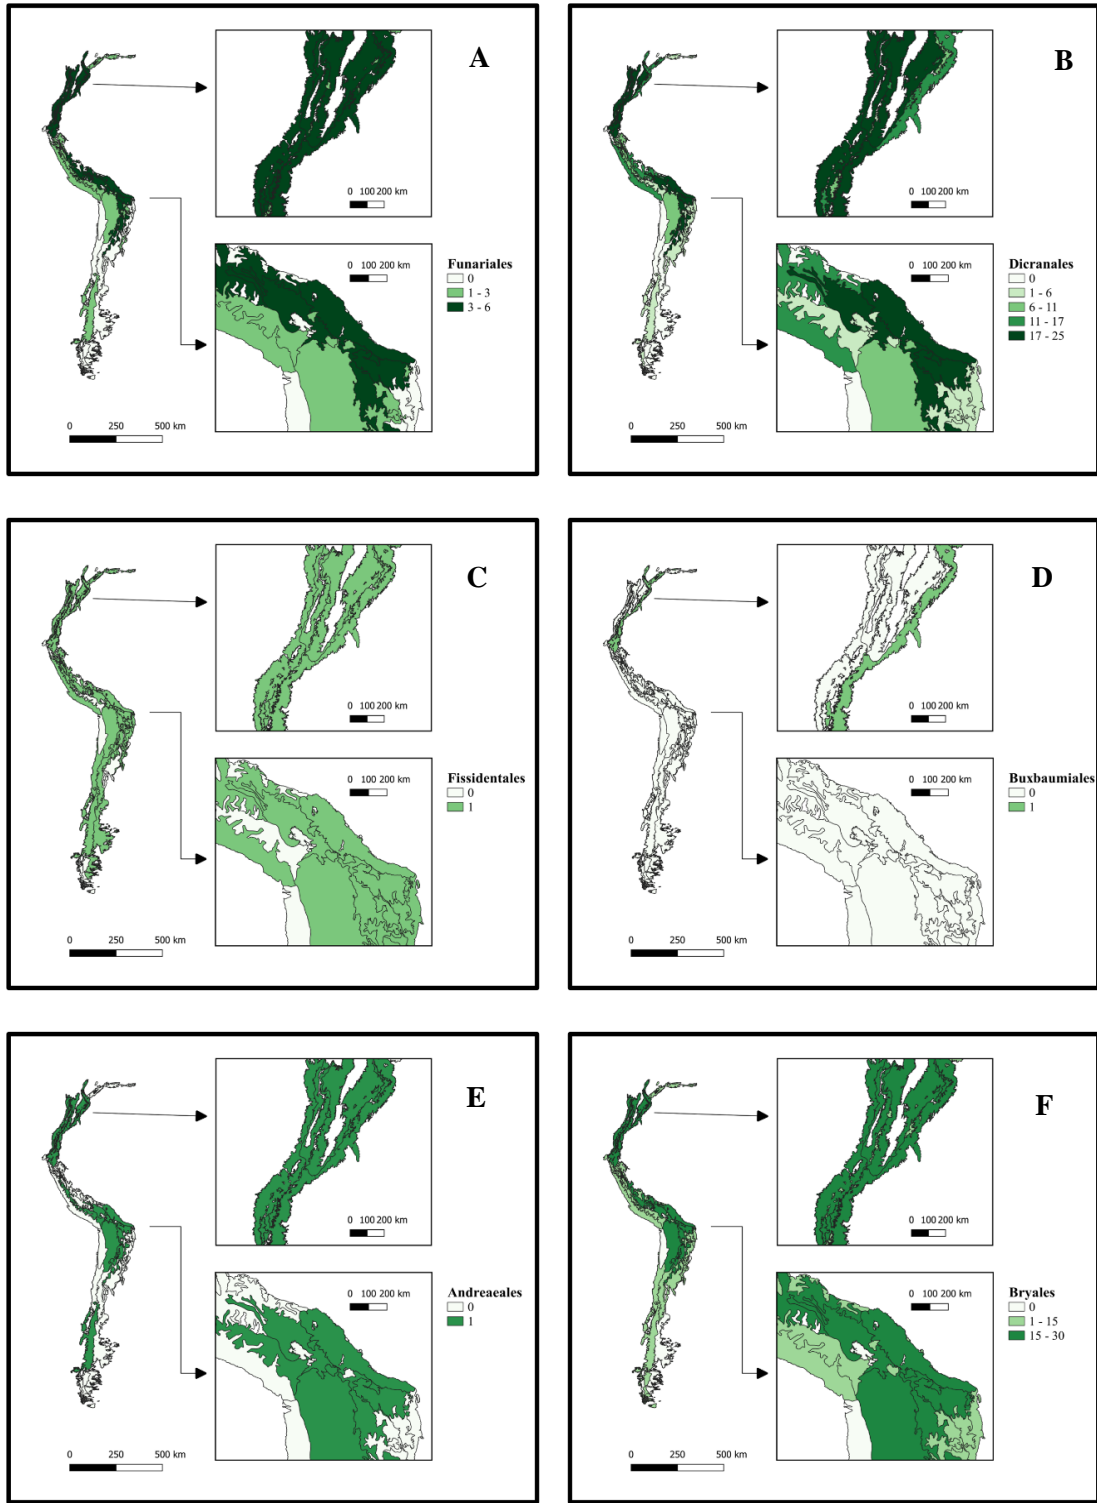 A
0 100 200 km
0 100 200 km
Funariales
0
1 - 3
3 - 6
0 250 500 km
B
0 100 200 km
0 100 200 km
Dicranales
0
1 - 6
6 - 11
11 - 17
17 - 25
0 250 500 km
C
0 100 200 km
0 100 200 km
Fissidentales
0
1
0 250 500 km
D
0 100 200 km
0 100 200 km
Buxbaumiales
0
1
0 250 500 km
E
0 100 200 km
0 100 200 km
Andreaeales
0
1
0 250 500 km
F
0 100 200 km
0 100 200 km
Bryales
0
1 - 15
15 - 30
0 250 500 km